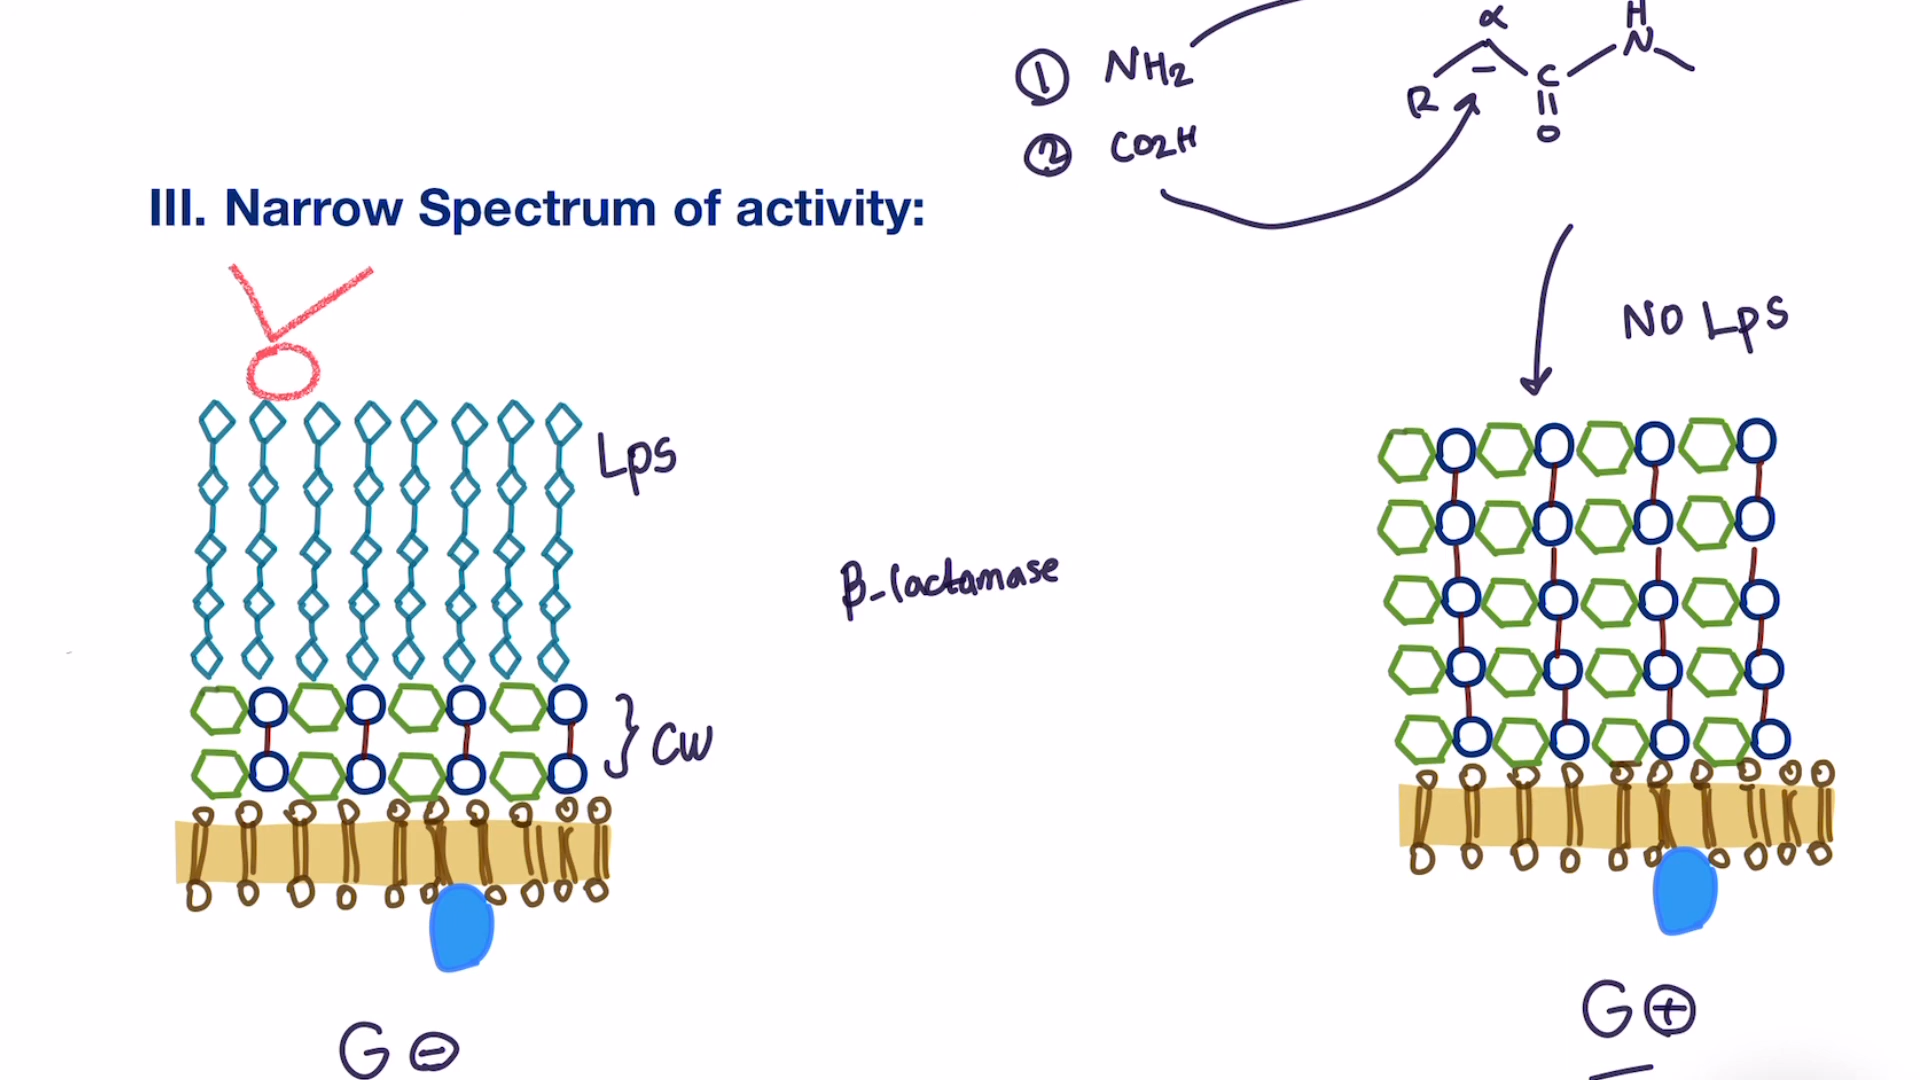 α
H
① NH2
N
R
C
O
② CO2H
III. Narrow Spectrum of activity:
NO Lps
Lps
β-lactamase
} CW
G ⊕
G ⊖